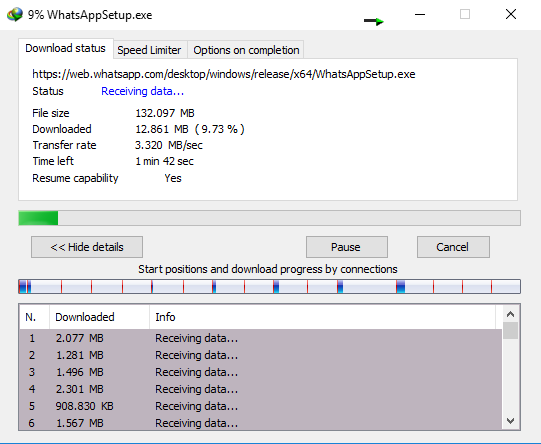 9% WhatsAppSetup.exe
Download status Speed Limiter Options on completion
https://web.whatsapp.com/desktop/windows/release/x64/WhatsAppSetup.exe
Status Receiving data...
File size 132.097 MB
Downloaded 12.861 MB ( 9.73 % )
Transfer rate 3.320 MB/sec
Time left 1 min 42 sec
Resume capability Yes
<< Hide details Pause Cancel
Start positions and download progress by connections
N. Downloaded Info
1 2.077 MB Receiving data...
2 1.281 MB Receiving data...
3 1.496 MB Receiving data...
4 2.301 MB Receiving data...
5 908.830 KB Receiving data...
6 1.567 MB Receiving data...